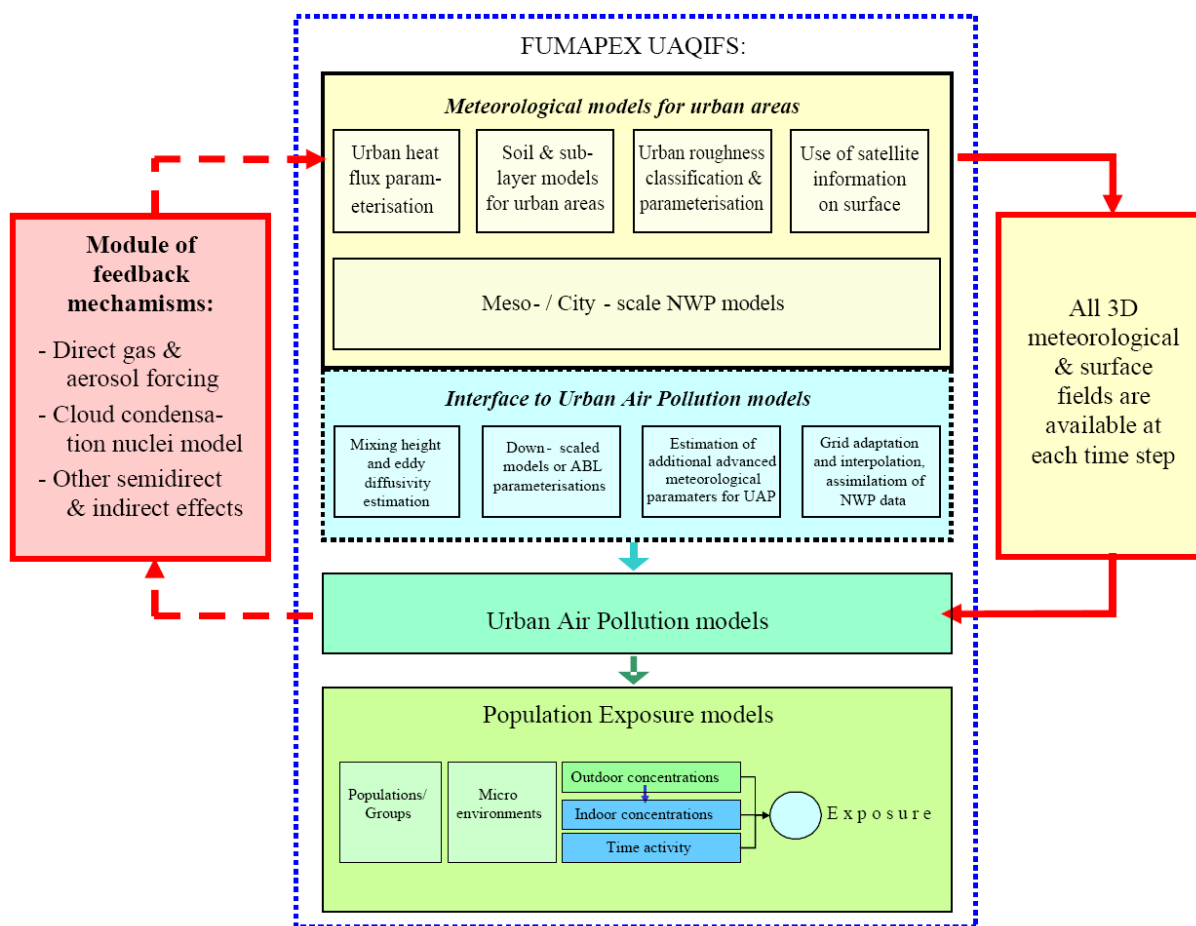 FUMAPEX UAQIFS:
Meteorological models for urban areas
Urban heat
flux param-
eterisation
Soil & sub-
layer models
for urban areas
Urban roughness
classification &
parameterisation
Use of satellite
information
on surface
Meso- / City - scale NWP models
Module of
feedback
mechamisms:
- Direct gas &
aerosol forcing
- Cloud condensa-
tion nuclei model
- Other semidirect
& indirect effects
All 3D
meteorological
& surface
fields are
available at
each time step
Interface to Urban Air Pollution models
Mixing height
and eddy
diffusivity
estimation
Down- scaled
models or ABL
parameterisations
Estimation of
additional advanced
meteorological
paramaters for UAP
Grid adaptation
and interpolation,
assimilatiom of
NWP data
Urban Air Pollution models
Population Exposure models
Populations/
Groups
Micro
environments
Outdoor concentrations
Indoor concentrations
Time activity
Exposure